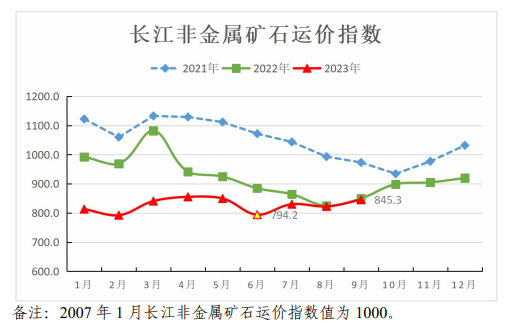 长江非金属矿石运价指数
2021年 2022年 2023年
1200.0
1100.0
1000.0
900.0
800.0
700.0
600.0
794.2
845.3
1月 2月 3月 4月 5月 6月 7月 8月 9月 10月 11月 12月
备注：2007 年 1 月长江非金属矿石运价指数值为 1000。